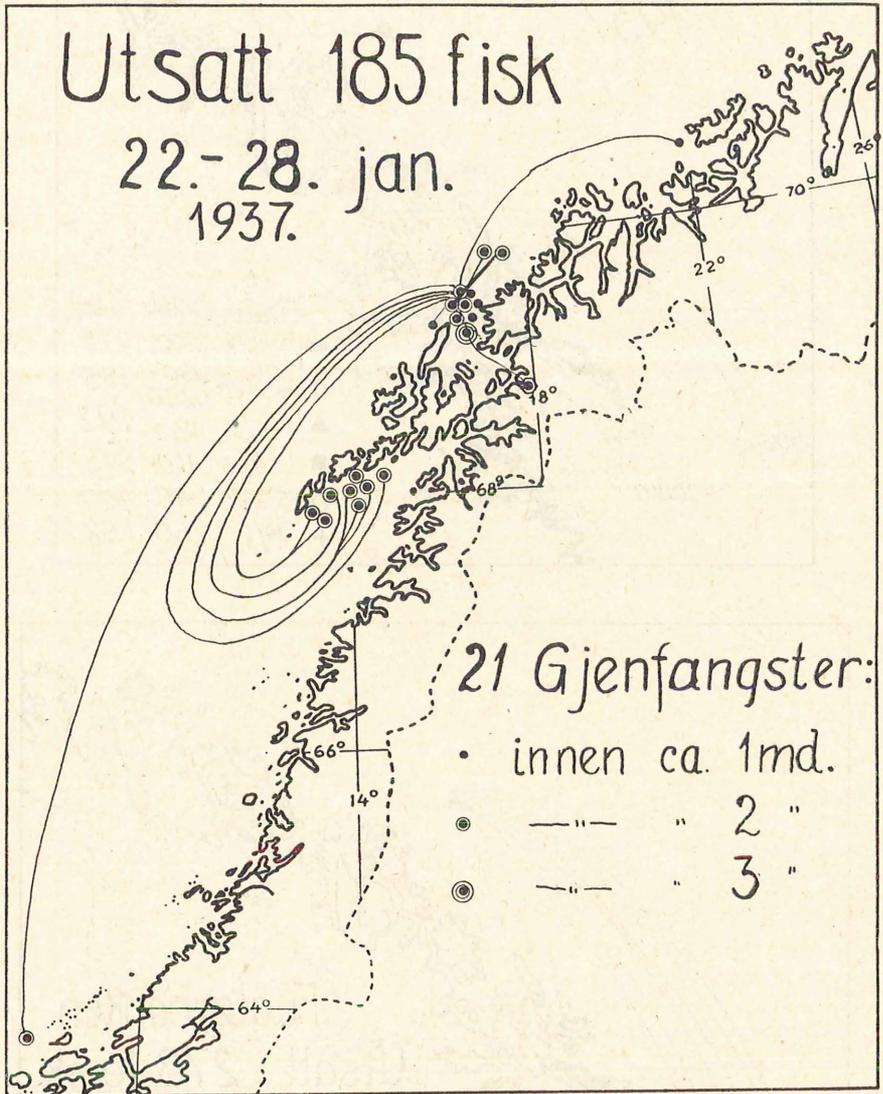 Utsatt 185 fisk
22.-28. jan.
1937.
26
70°
22°
18°
68°
21 Gjenfangster:
• innen ca. 1md.
—"— " 2 "
—"— " 3 "
66°
14°
64°